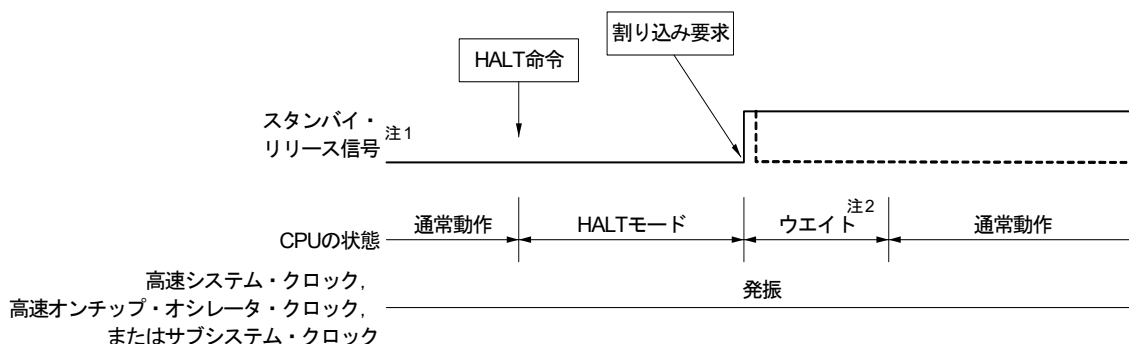 割り込み要求
HALT命令
スタンバイ・
リリース信号 注1
CPUの状態 通常動作 HALTモード ウエイト 注2 通常動作
高速システム・クロック,
高速オンチップ・オシレータ・クロック,
またはサブシステム・クロック
発振